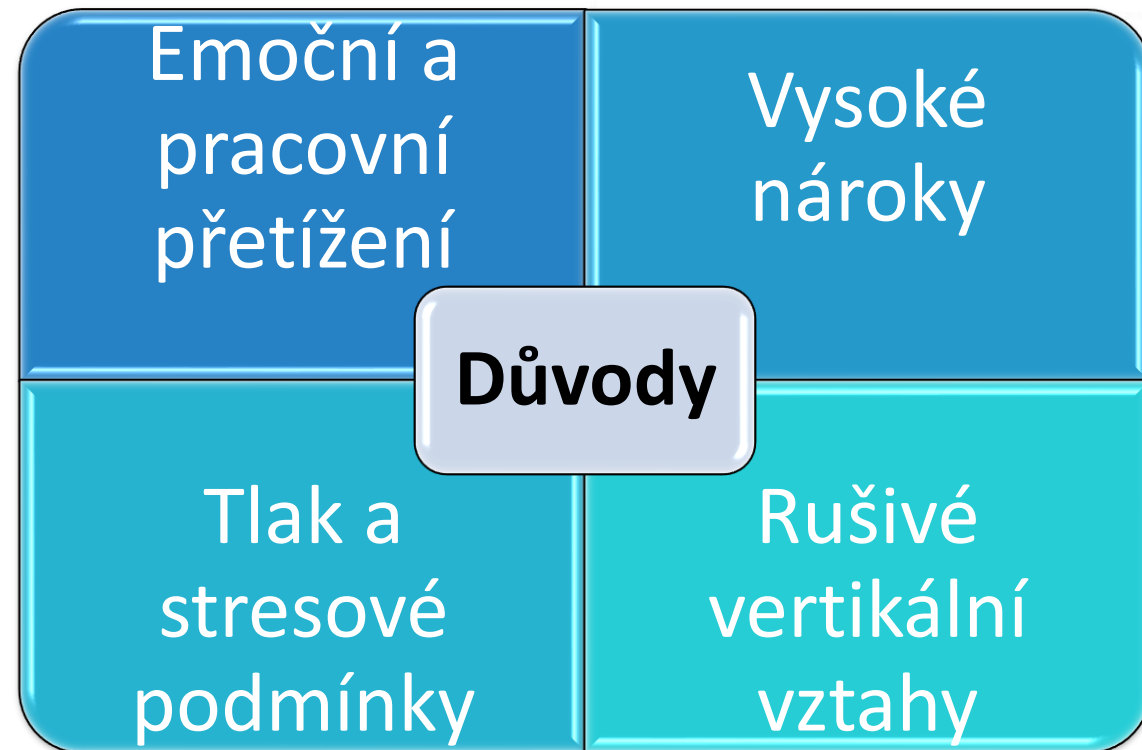 Emoční a
pracovní
přetížení
Vysoké
nároky
Důvody
Tlak a
stresové
podmínky
Rušivé
vertikální
vztahy